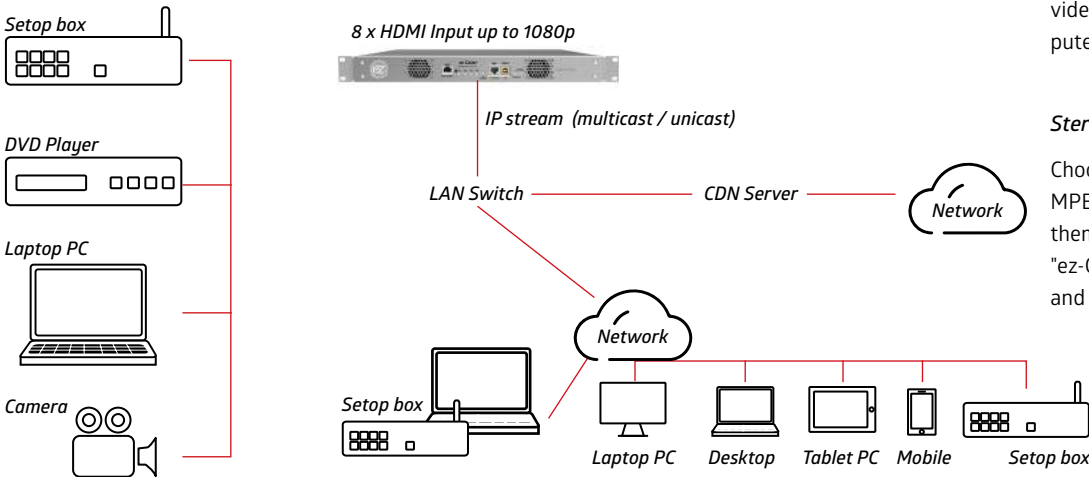 Setop box
DVD Player
Laptop PC
Camera
8 x HDMI Input up to 1080p
IP stream (multicast / unicast)
LAN Switch
CDN Server
Network
Network
Setop box
Laptop PC
Desktop
Tablet PC
Mobile
Setop box
vide
pute
Ster
Choo
MPE
then
"ez-C
and